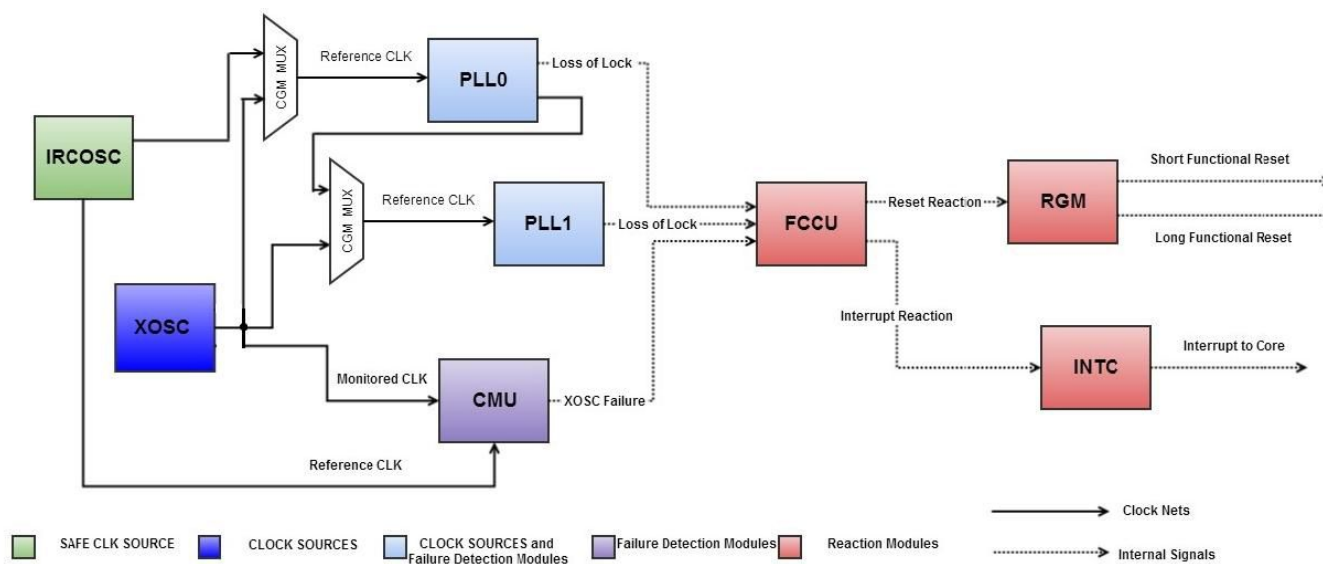 CGM MUX
Reference CLK
PLL0
Loss of Lock
IRCOSC
CGM MUX
Reference CLK
PLL1
Loss of Lock
FCCU
Reset Reaction
RGM
Short Functional Reset
Long Functional Reset
XOSC
Monitored CLK
CMU
XOSC Failure
Interrupt Reaction
INTC
Interrupt to Core
Reference CLK
Clock Nets
SAFE CLK SOURCE
CLOCK SOURCES
CLOCK SOURCES and
Failure Detection Modules
Failure Detection Modules
Reaction Modules
Internal Signals